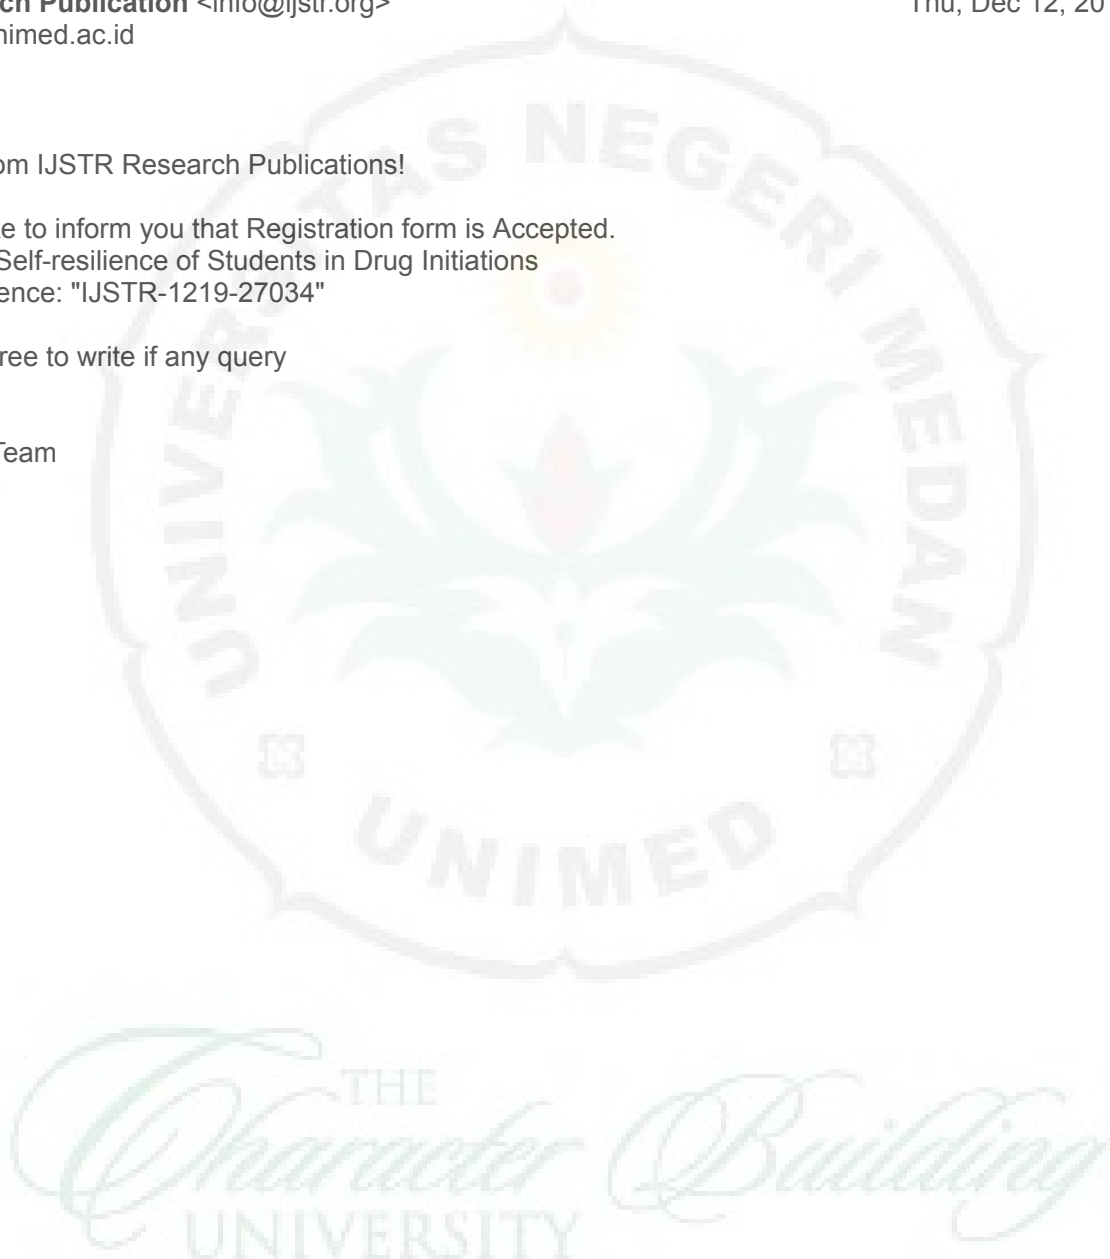 ch Publication <info@ijstr.org> Thu, Dec 12, 20
nimed.ac.id
om IJSTR Research Publications!
e to inform you that Registration form is Accepted.
Self-resilience of Students in Drug Initiations
ence: "IJSTR-1219-27034"
ree to write if any query
Team
UNIVERSITAS NEGERI MEDAN
UNIMED
THE
Character Building
UNIVERSITY